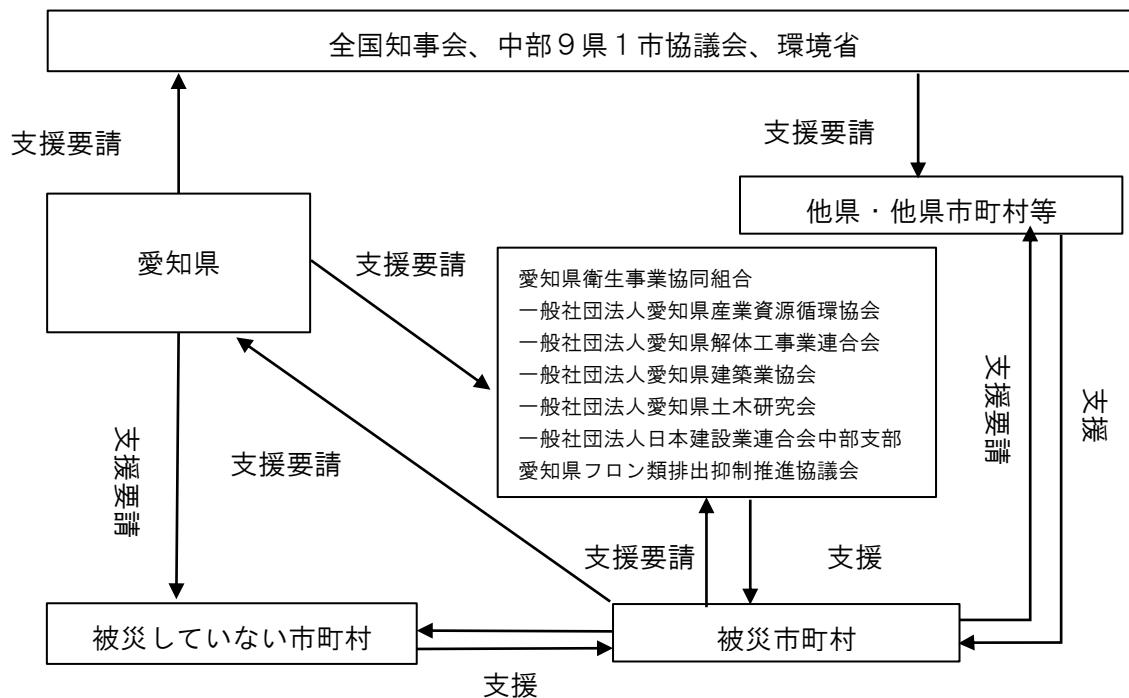 全国知事会、中部９県１市協議会、環境省
支援要請
支援要請
他県・他県市町村等
愛知県
支援要請
愛知県衛生事業協同組合
一般社団法人愛知県産業資源循環協会
一般社団法人愛知県解体工事業連合会
一般社団法人愛知県建築業協会
一般社団法人愛知県土木研究会
一般社団法人日本建設業連合会中部支部
愛知県フロン類排出抑制推進協議会
支援要請
支援
支援要請
支援要請
支援要請
支援
被災していない市町村
被災市町村
支援